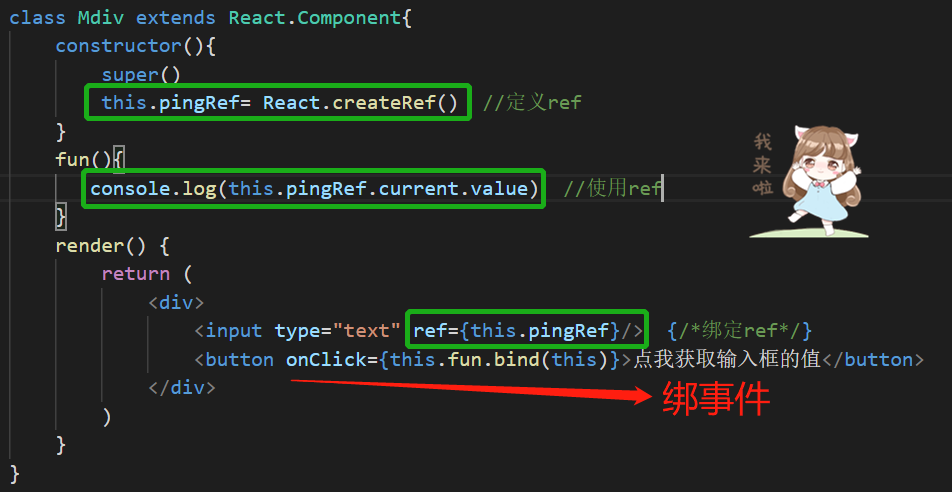 class Mdiv extends React.Component{
constructor(){
super()
this.pingRef= React.createRef() //定义ref
}
fun(){
console.log(this.pingRef.current.value) //使用ref
}
render() {
return (
<div>
<input type="text" ref={this.pingRef}/> {/*绑定ref*/}
<button onClick={this.fun.bind(this)}>点我获取输入框的值</button>
</div>
)
}
}
我来啦
绑事件